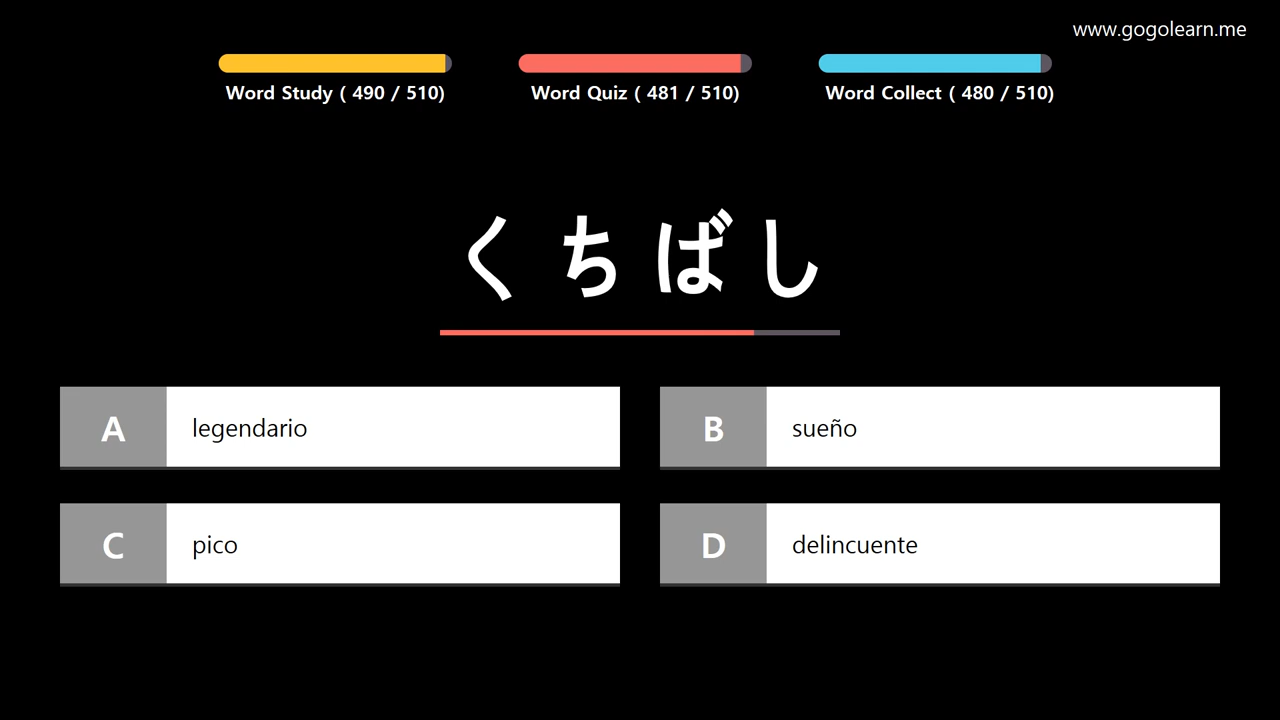 www.gogolearn.me
Word Study ( 490 / 510)
Word Quiz ( 481 / 510)
Word Collect ( 480 / 510)
くちばし
A legendario
B sueño
C pico
D delincuente